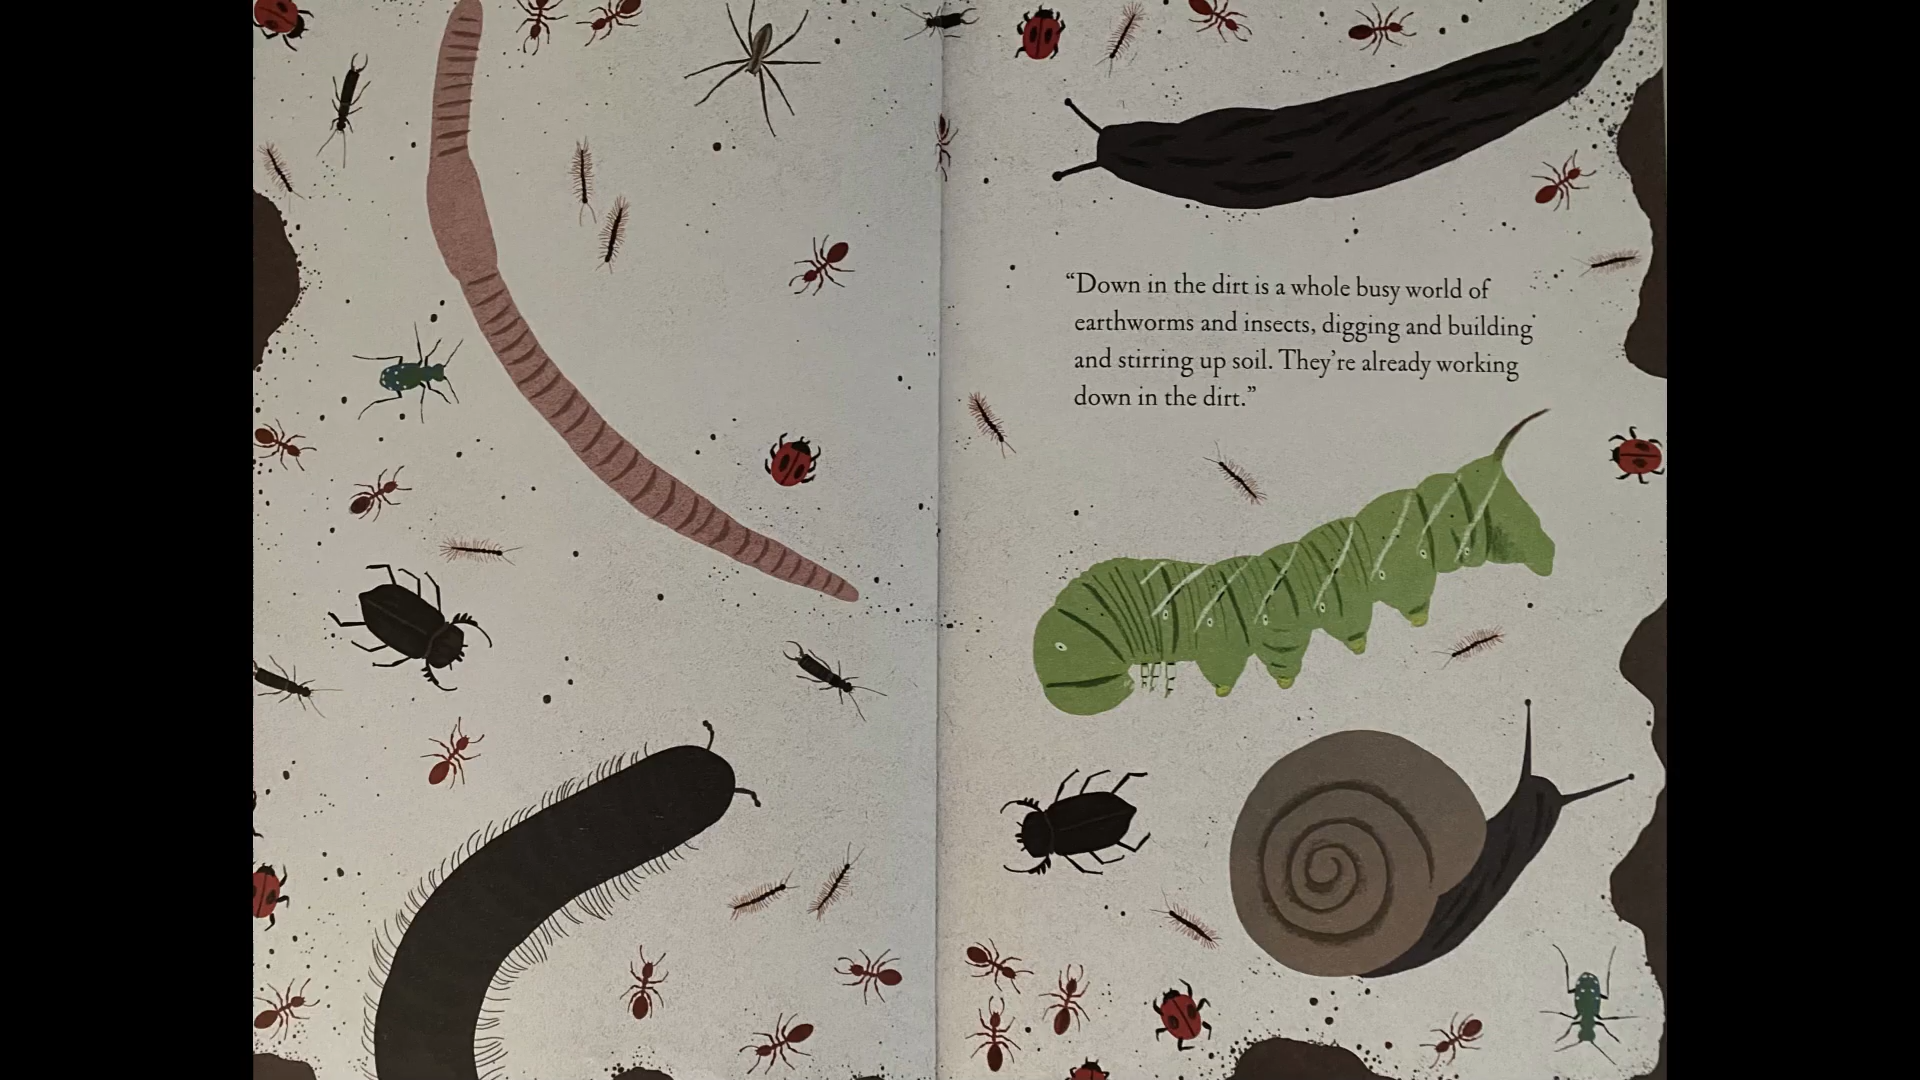 “Down in the dirt is a whole busy world of
earthworms and insects, digging and building
and stirring up soil. They’re already working
down in the dirt.”